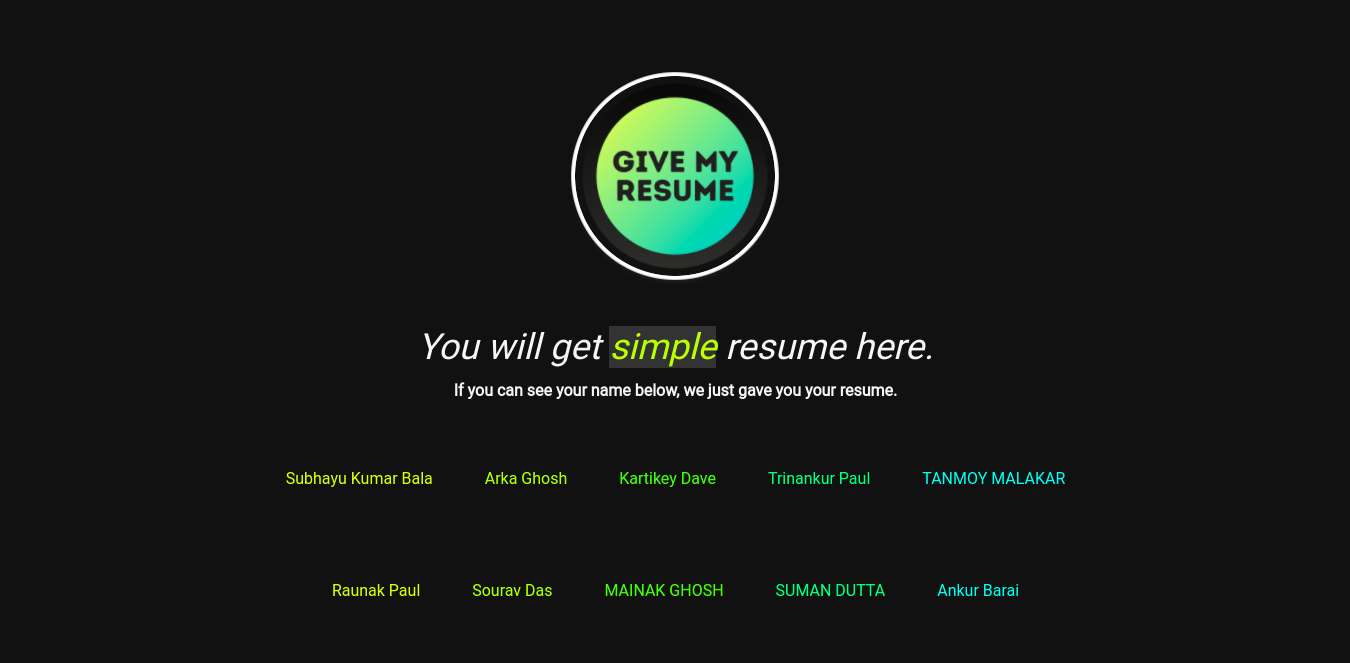 GIVE MY
RESUME
You will get simple resume here.
If you can see your name below, we just gave you your resume.
Subhayu Kumar Bala Arka Ghosh Kartikey Dave Trinankur Paul TANMOY MALAKAR
Raunak Paul Sourav Das MAINAK GHOSH SUMAN DUTTA Ankur Barai